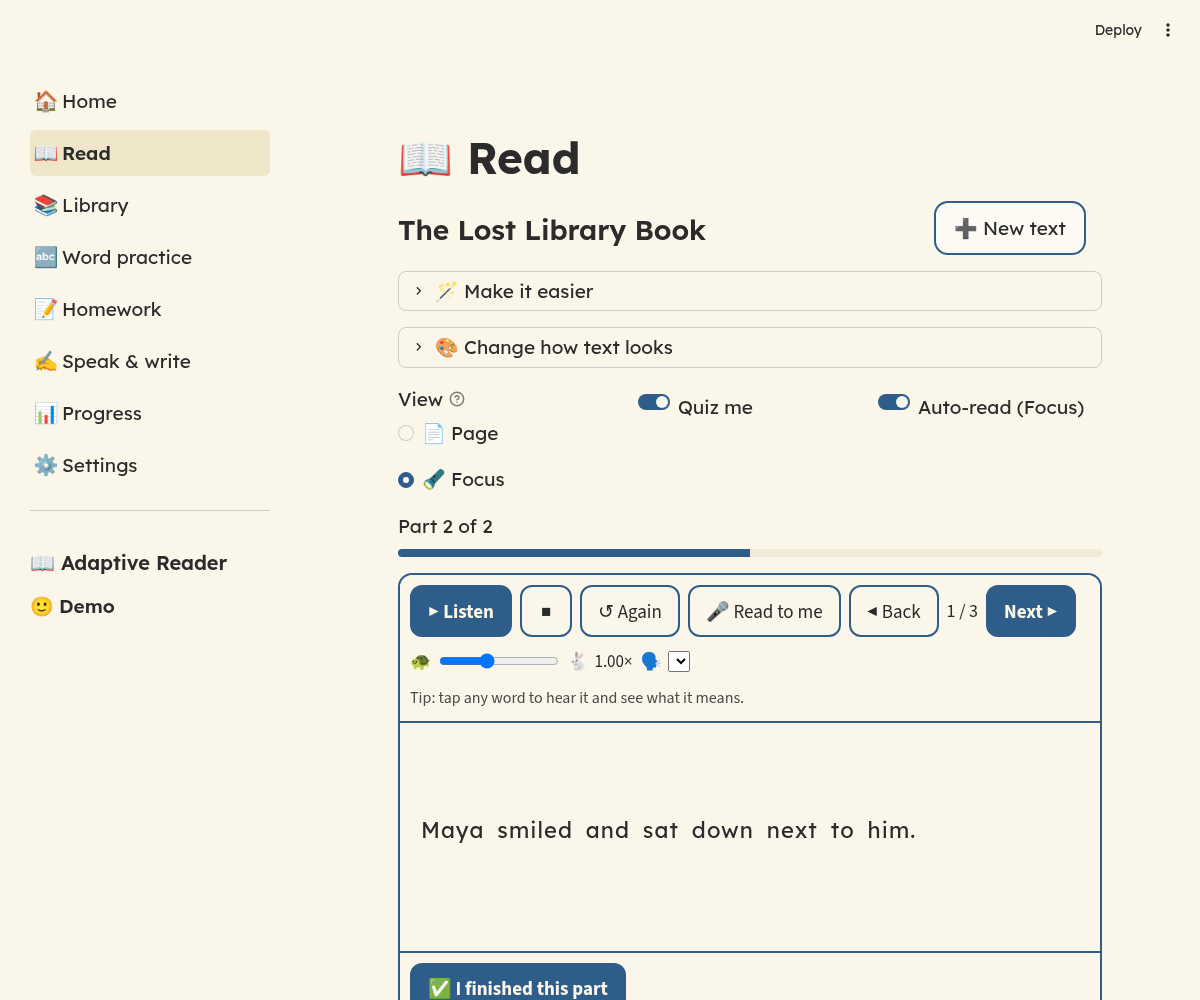 Deploy
🏠 Home
📖 Read
📚 Library
🔤 Word practice
📝 Homework
✍️ Speak & write
📊 Progress
⚙️ Settings
📖 Adaptive Reader
🙂 Demo
📖 Read
The Lost Library Book
➕ New text
🪄 Make it easier
🎨 Change how text looks
View
Quiz me
Auto-read (Focus)
📄 Page
🔦 Focus
Part 2 of 2
▶ Listen
■
↺ Again
🎤 Read to me
◀ Back
1 / 3
Next ▶
🐢 🐇 1.00× 🗣️
Tip: tap any word to hear it and see what it means.
Maya smiled and sat down next to him.
✅ I finished this part